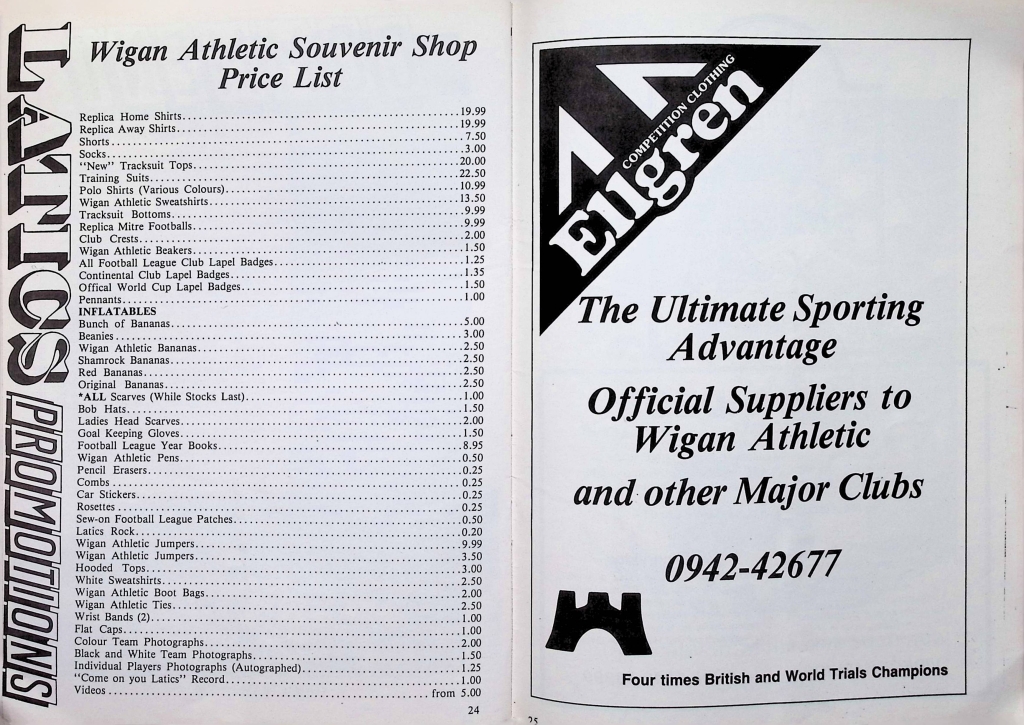 LATICS PROMOTIONS
Wigan Athletic Souvenir Shop
Price List
Replica Home Shirts 19.99
Replica Away Shirts 19.99
Shorts 7.50
Socks 3.00
"New" Tracksuit Tops 20.00
Training Suits 22.50
Polo Shirts (Various Colours) 10.99
Wigan Athletic Sweatshirts 13.50
Tracksuit Bottoms 9.99
Replica Mitre Footballs 9.99
Club Crests 2.00
Wigan Athletic Beakers 1.50
All Football League Club Lapel Badges 1.25
Continental Club Lapel Badges 1.35
Offical World Cup Lapel Badges 1.50
Pennants 1.00
INFLATABLES
Bunch of Bananas 5.00
Beanies 3.00
Wigan Athletic Bananas 2.50
Shamrock Bananas 2.50
Red Bananas 2.50
Original Bananas 2.50
*ALL Scarves (While Stocks Last) 1.00
Bob Hats 1.50
Ladies Head Scarves 2.00
Goal Keeping Gloves 1.50
Football League Year Books 8.95
Wigan Athletic Pens 0.50
Pencil Erasers 0.25
Combs 0.25
Car Stickers 0.25
Rosettes 0.25
Sew-on Football League Patches 0.50
Latics Rock 0.20
Wigan Athletic Jumpers 9.99
Wigan Athletic Jumpers 3.50
Hooded Tops 3.00
White Sweatshirts 2.50
Wigan Athletic Boot Bags 2.00
Wigan Athletic Ties 2.50
Wrist Bands (2) 1.00
Flat Caps 1.00
Colour Team Photographs 2.00
Black and White Team Photographs 1.50
Individual Players Photographs (Autographed) 1.25
"Come on you Latics" Record 1.00
Videos from 5.00
24
COMPETITION CLOTHING
Ellgren
The Ultimate Sporting
Advantage
Official Suppliers to
Wigan Athletic
and other Major Clubs
0942-42677
Four times British and World Trials Champions
25